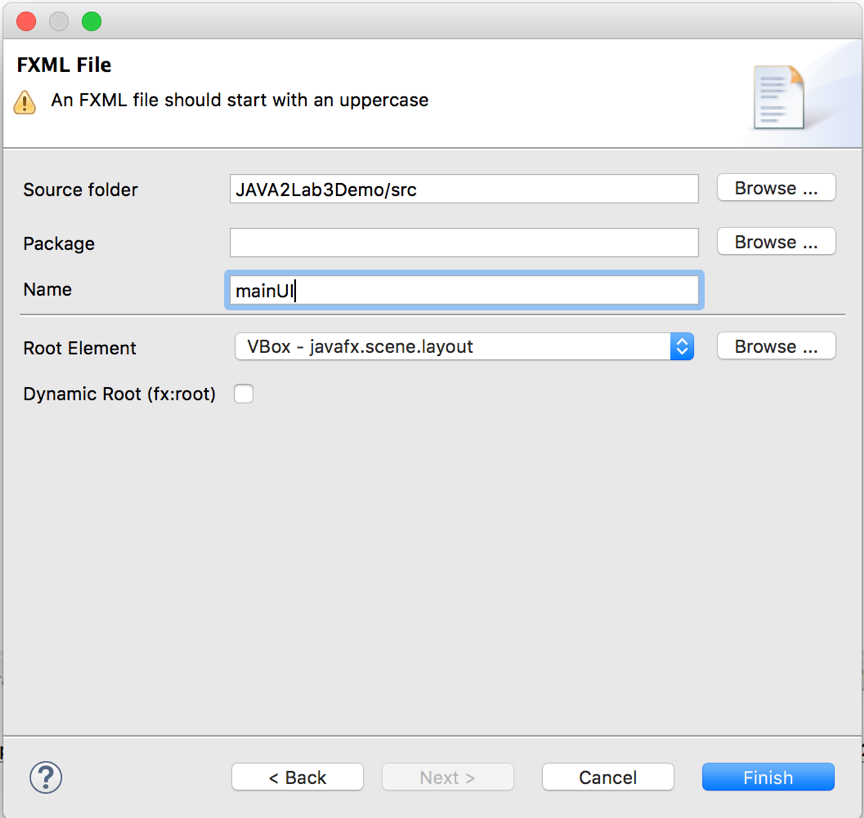 FXML File
An FXML file should start with an uppercase
Source folder JAVA2Lab3Demo/src Browse ...
Package Browse ...
Name mainUI
Root Element VBox - javafx.scene.layout Browse ...
Dynamic Root (fx:root)
? < Back Next > Cancel Finish